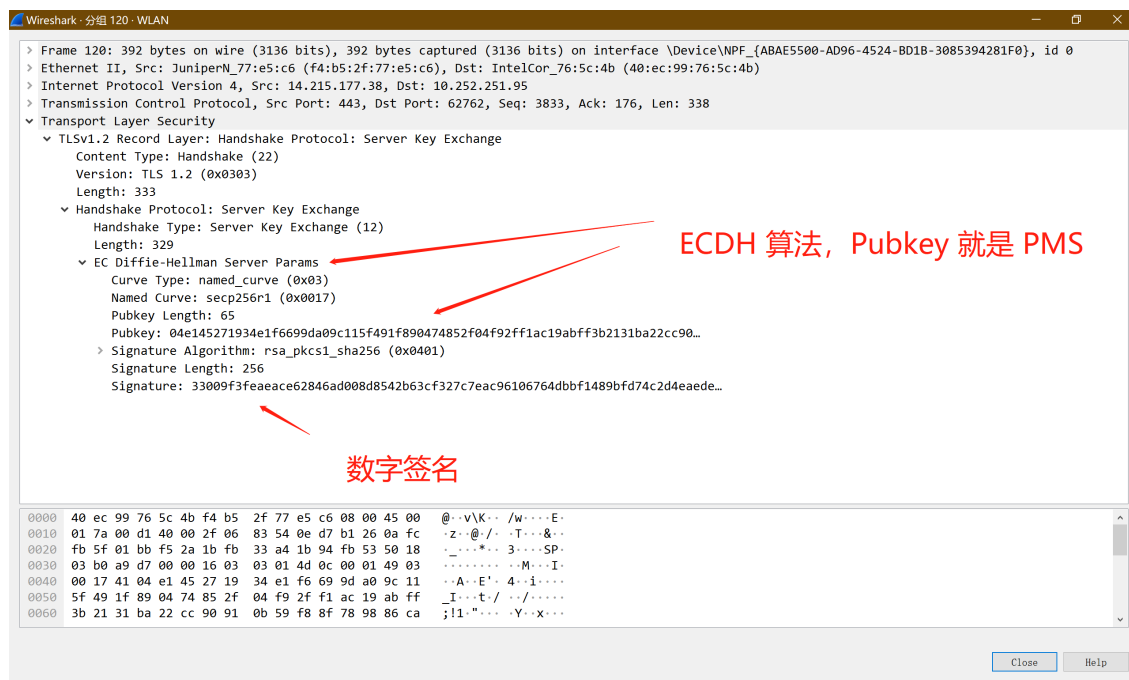 Wireshark · 分组 120 · WLAN
Frame 120: 392 bytes on wire (3136 bits), 392 bytes captured (3136 bits) on interface \Device\NPF_{ABAE5500-AD96-4524-BD1B-3085394281F0}, id 0
Ethernet II, Src: JuniperN_77:e5:c6 (f4:b5:2f:77:e5:c6), Dst: IntelCor_76:5c:4b (40:ec:99:76:5c:4b)
Internet Protocol Version 4, Src: 14.215.177.38, Dst: 10.252.251.95
Transmission Control Protocol, Src Port: 443, Dst Port: 62762, Seq: 3833, Ack: 176, Len: 338
Transport Layer Security
TLSv1.2 Record Layer: Handshake Protocol: Server Key Exchange
Content Type: Handshake (22)
Version: TLS 1.2 (0x0303)
Length: 333
Handshake Protocol: Server Key Exchange
Handshake Type: Server Key Exchange (12)
Length: 329
EC Diffie-Hellman Server Params
Curve Type: named_curve (0x03)
Named Curve: secp256r1 (0x0017)
Pubkey Length: 65
Pubkey: 04e145271934e1f6699da09c115f491f890474852f04f92ff1ac19abff3b2131ba22cc90…
Signature Algorithm: rsa_pkcs1_sha256 (0x0401)
Signature Length: 256
Signature: 33009f3feaeace62846ad008d8542b63cf327c7eac96106764dbbf1489bfd74c2d4eaede…
ECDH 算法，Pubkey 就是 PMS
数字签名
0000 40 ec 99 76 5c 4b f4 b5 2f 77 e5 c6 08 00 45 00 @··v\K·· /w····E·
0010 01 7a 00 d1 40 00 2f 06 83 54 0e d7 b1 26 0a fc ·z··@·/· ·T···&··
0020 fb 5f 01 bb f5 2a 1b fb 33 a4 1b 94 fb 53 50 18 ·_···*·· 3····SP·
0030 03 b0 a9 d7 00 00 16 03 03 01 4d 0c 00 01 49 03 ········ ··M···I·
0040 00 17 41 04 e1 45 27 19 34 e1 f6 69 9d a0 9c 11 ··A··E'· 4··i····
0050 5f 49 1f 89 04 74 85 2f 04 f9 2f f1 ac 19 ab ff _I···t·/ ··/·····
0060 3b 21 31 ba 22 cc 90 91 0b 59 f8 8f 78 98 86 ca ;!1·"··· ·Y··x···
Close
Help